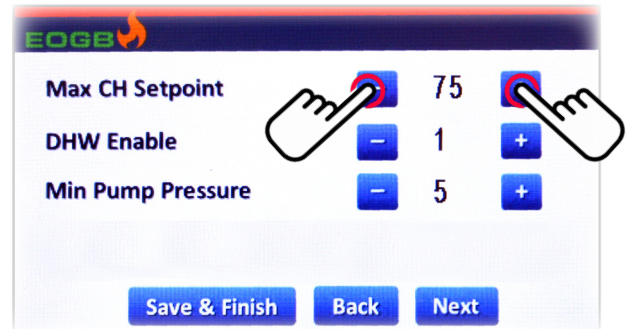 EOGB
Max CH Setpoint 75
DHW Enable − 1 +
Min Pump Pressure − 5 +
Save & Finish Back Next